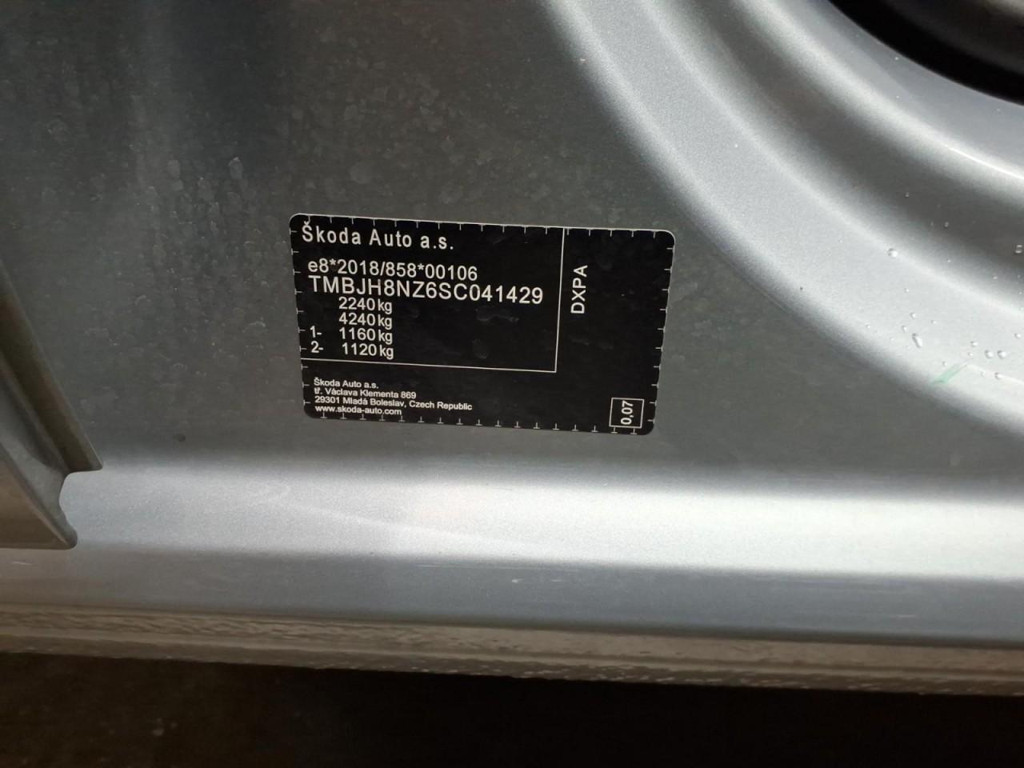 Škoda Auto a.s.
e8*2018/858*00106
TMBJH8NZ6SC041429
2240 kg
4240 kg
1- 1160 kg
2- 1120 kg
DXPA
Škoda Auto a.s.
tř. Václava Klementa 869
29301 Mladá Boleslav, Czech Republic
www.skoda-auto.com
0,07